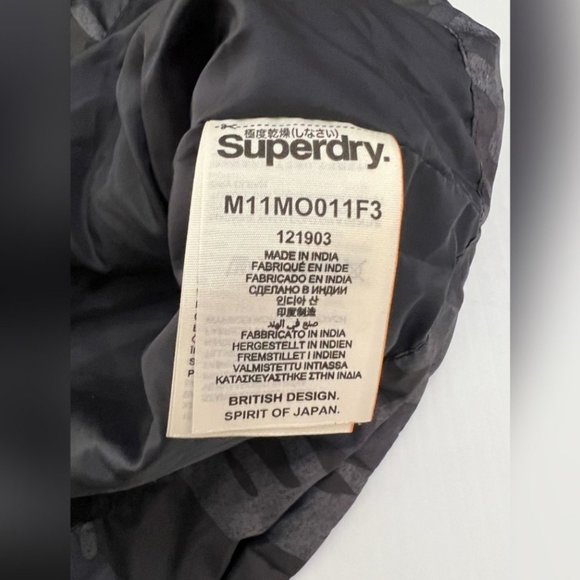 極度乾燥(しなさい)
Superdry.
M11MO011F3
121903
MADE IN INDIA
FABRIQUÉ EN INDE
FABRICADO EN INDIA
СДЕЛАНО В ИНДИИ
인디아 산
印度制造
صنع في الهند
FABBRICATO IN INDIA
HERGESTELLT IN INDIEN
FREMSTILLET I INDIEN
VALMISTETTU INTIASSA
ΚΑΤΑΣΚΕΥΑΣΤΗΚΕ ΣΤΗΝ ΙΝΔΙΑ
BRITISH DESIGN.
SPIRIT OF JAPAN.